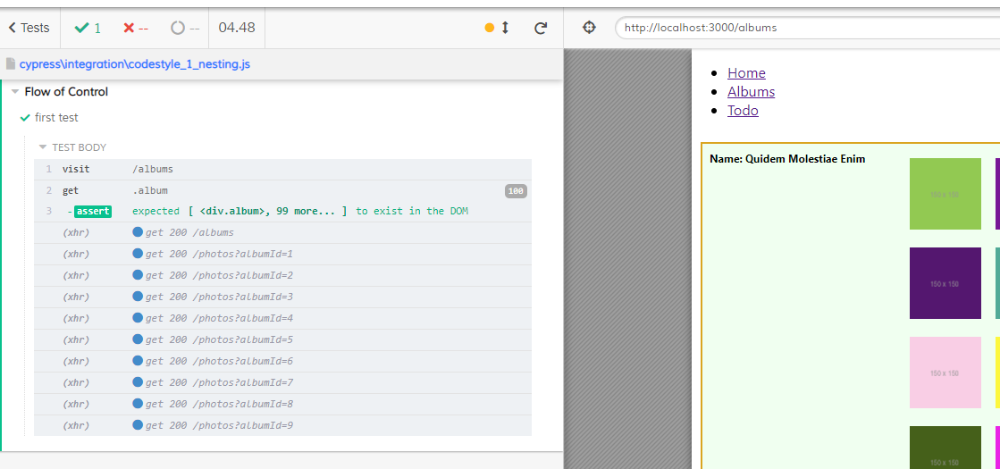 Tests 1 -- -- 04.48
cypress\integration\codestyle_1_nesting.js
Flow of Control
first test
TEST BODY
1 visit /albums
2 get .album 100
3 -assert expected [ <div.album>, 99 more... ] to exist in the DOM
(xhr) get 200 /albums
(xhr) get 200 /photos?albumId=1
(xhr) get 200 /photos?albumId=2
(xhr) get 200 /photos?albumId=3
(xhr) get 200 /photos?albumId=4
(xhr) get 200 /photos?albumId=5
(xhr) get 200 /photos?albumId=6
(xhr) get 200 /photos?albumId=7
(xhr) get 200 /photos?albumId=8
(xhr) get 200 /photos?albumId=9
http://localhost:3000/albums
Home
Albums
Todo
Name: Quidem Molestiae Enim
150 x 150
150 x 150
150 x 150
150 x 150